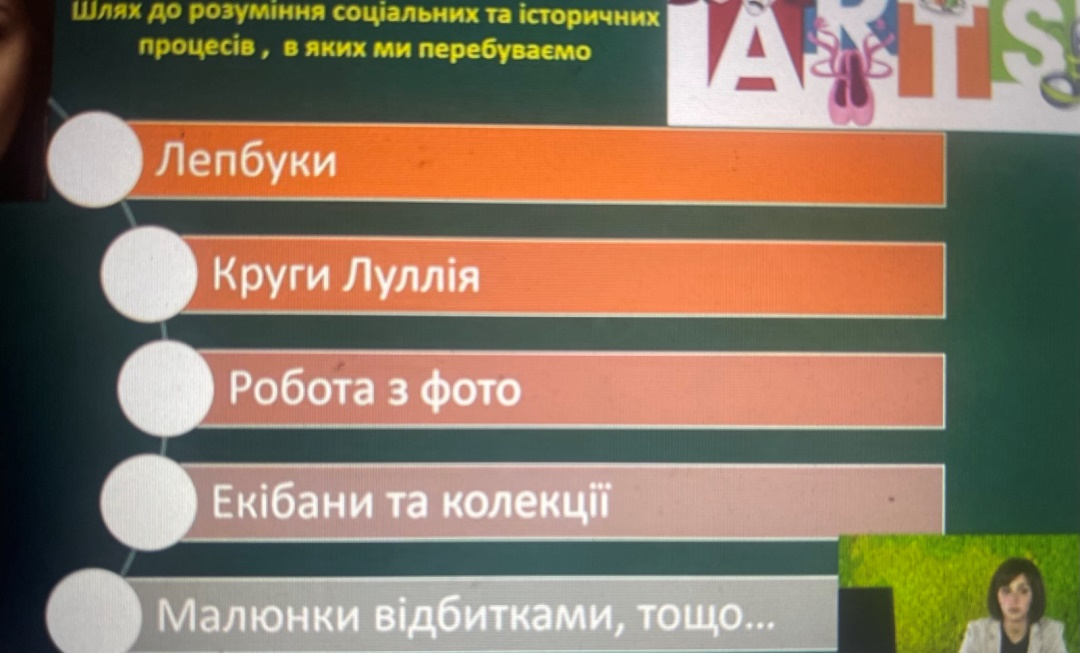 Шлях до розуміння соціальних та історичних
процесів , в яких ми перебуваємо
ARTS
Лепбуки
Круги Луллія
Робота з фото
Екібани та колекції
Малюнки відбитками, тощо...